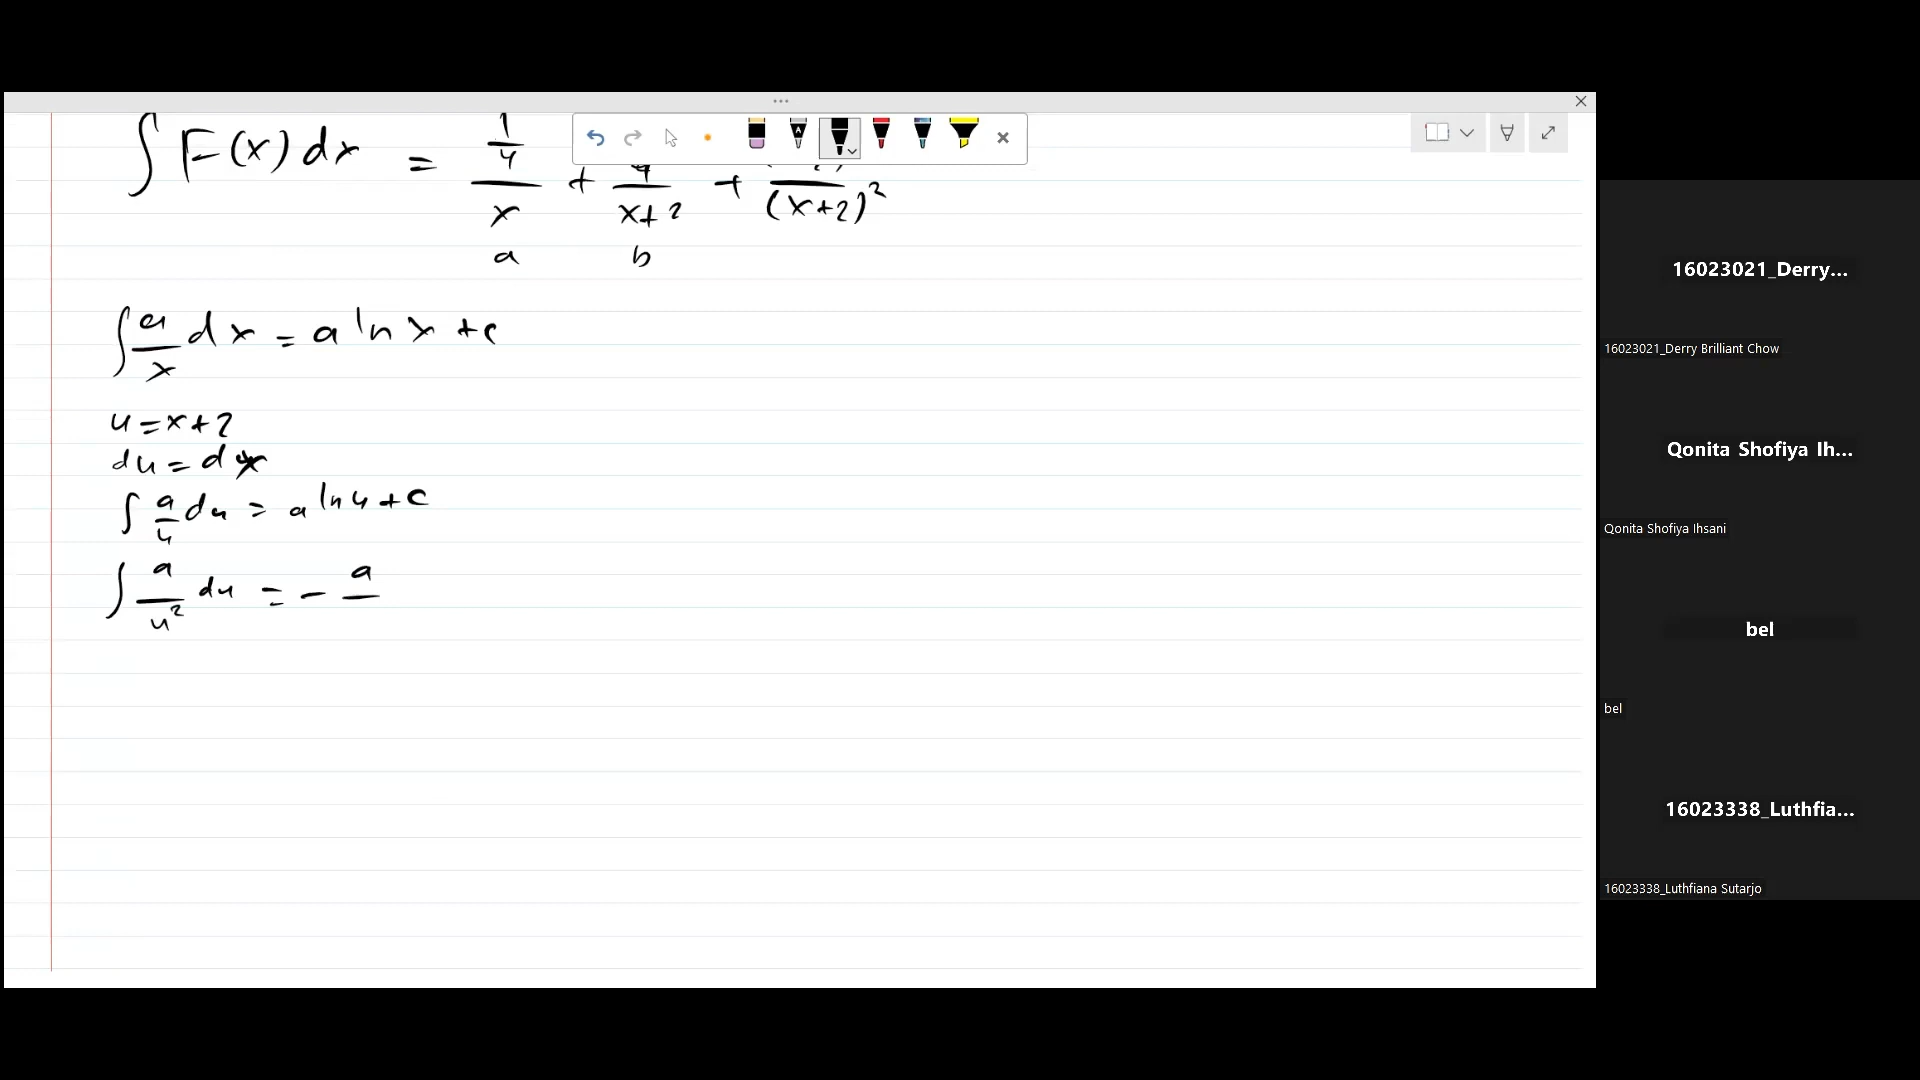 ∫ F(x) dx = 1/4 / x + 4 / x+2 + / (x+2)²
a b
∫ a/x dx = a ln x + c
u = x+2
du = dx
∫ a/u du = a ln u + c
∫ a/u² du = - a
16023021_Derry...
16023021_Derry Brilliant Chow
Qonita Shofiya Ih...
Qonita Shofiya Ihsani
bel
bel
16023338_Luthfia...
16023338_Luthfiana Sutarjo